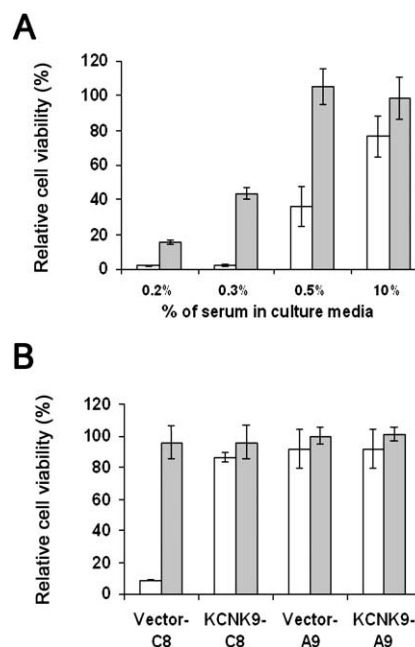 A
Relative cell viability (%)
120
100
80
60
40
20
0
0.2% 0.3% 0.5% 10%
% of serum in culture media
B
Relative cell viability (%)
120
100
80
60
40
20
0
Vector- KCNK9- Vector- KCNK9-
C8 C8 A9 A9